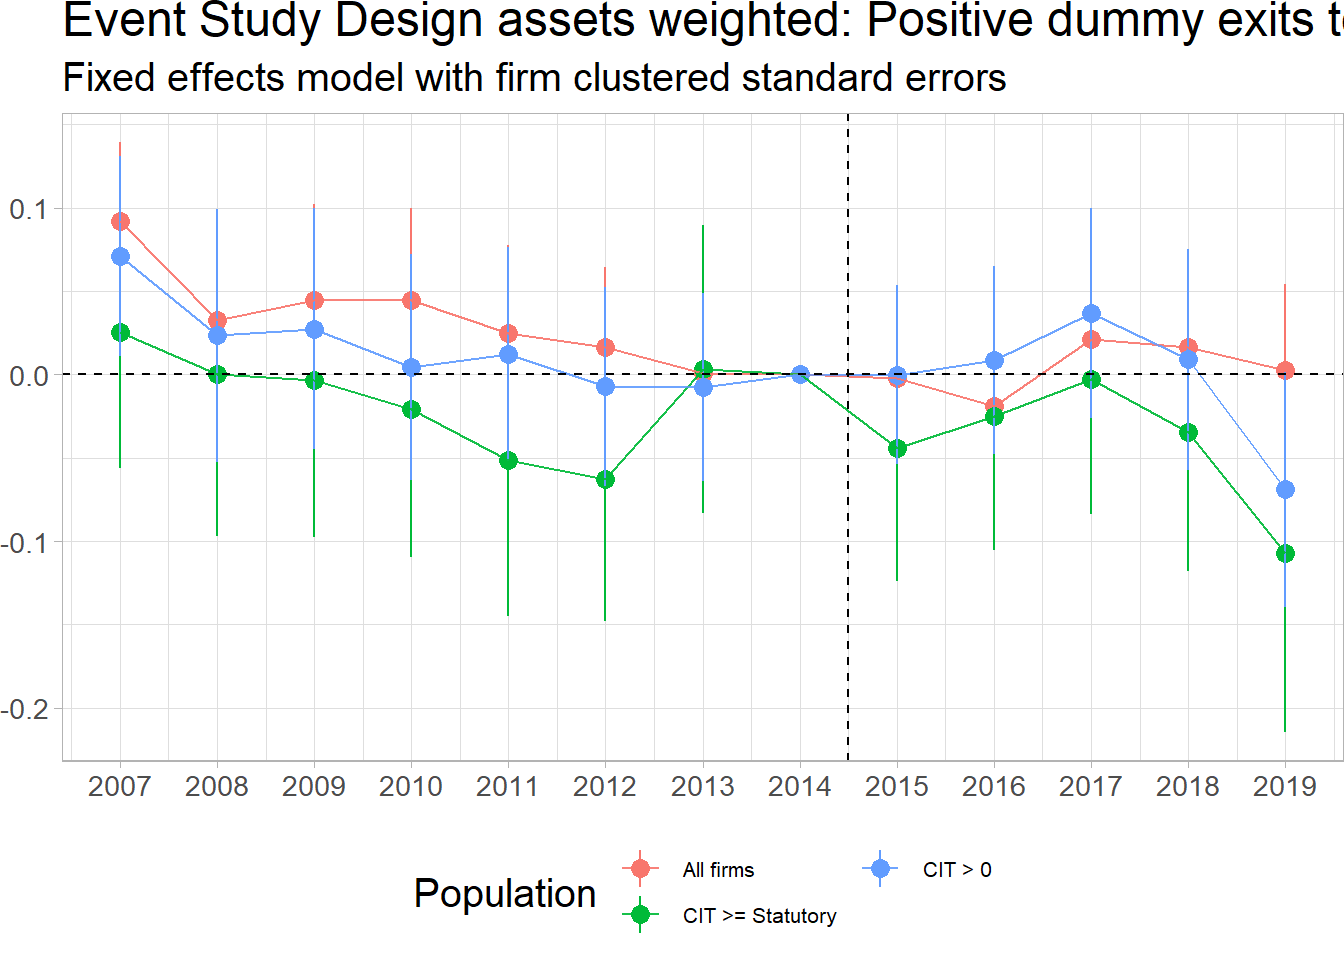 Event Study Design assets weighted: Positive dummy exits
Fixed effects model with firm clustered standard errors
0.1
0.0
-0.1
-0.2
2007 2008 2009 2010 2011 2012 2013 2014 2015 2016 2017 2018 2019
Population
All firms
CIT > 0
CIT >= Statutory